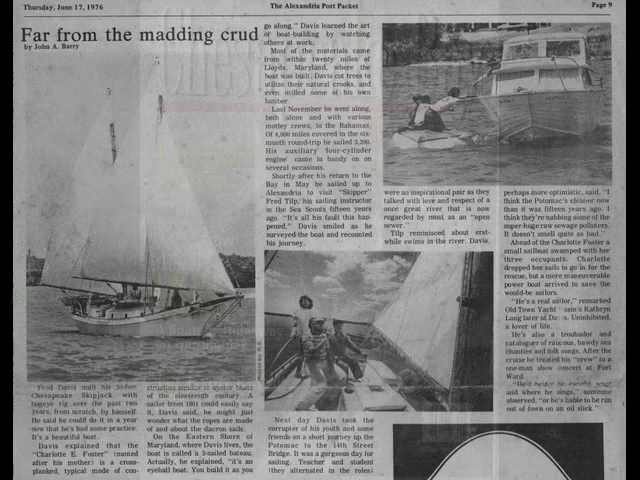 Thursday, June 17, 1976
The Alexandria Port Packet
Page 9
Far from the madding crud
by John A. Barry
Fred Davis built his 56-foot
Chesapeake Skipjack with
bugeye rig over the past two
years, from scratch, by himself.
He said he could do it in a year
now that he's had some practice.
It's a beautiful boat.
Davis explained that the
"Charlotte E. Foster" (named
after his mother) is a cross-
planked, typical mode of con-
struction similar to oyster boats
of the nineteenth century. A
sailor from 1881 could easily say
it, Davis said, he might just
wonder what the ropes are made
of and about the dacron sails.
On the Eastern Shore of
Maryland, where Davis lives, the
boat is called a 3-sailed bateau.
Actually, he explained, "it's an
eyeball boat. You build it as you
go along." Davis learned the art
of boat-building by watching
others at work.
Most of the materials came
from within twenty miles of
Lloyds, Maryland, where the
boat was built. Davis cut trees to
utilize their natural crooks, and
even milled some of his own
lumber.
Last November he went along,
both alone and with various
motley crews, to the Bahamas.
Of 4,000 miles covered in the six-
month round-trip he sailed 3,200.
His auxiliary four-cylinder
engine came in handy on
several occasions.
Shortly after his return to the
Bay in May he sailed up to
Alexandria to visit "Skipper"
Fred Tilp, his sailing instructor
in the Sea Scouts fifteen years
ago. "It's all his fault this hap-
pened," Davis smiled as he
surveyed the boat and recounted
his journey.
Next day Davis took the
corrupter of his youth and some
friends on a short journey up the
Potomac to the 14th Street
Bridge. It was a gorgeous day for
sailing. Teacher and student
(they alternated in the roles)
were an inspirational pair as they
talked with love and respect of a
once great river that is now
regarded by most as an "open
sewer."
Tilp reminisced about erst-
while swims in the river. Davis,
perhaps more optimistic, said, "I
think the Potomac's cleaner now
than it was fifteen years ago. I
think they're nabbing some of the
super-huge raw sewage polluters.
It doesn't smell quite as bad."
Ahead of the Charlotte Foster a
small sailboat swamped with her
three occupants. Charlotte
dropped her sails to go in for the
rescue, but a more maneuverable
power boat arrived to save the
would-be sailors.
"He's a real sailor," remarked
Old Town Yacht Kathryn
Lang later of Davis. Uninhibited,
a lover of life.
He's also a troubador and
catalogue of raucous, bawdy sea
chanties and folk songs. After the
cruise he treated his "crew" to a
one-man show concert at Fort
Ward.
"He'd better be careful what
and where he sings," someone
observed, "or he's liable to be run
out of town on an oil slick."